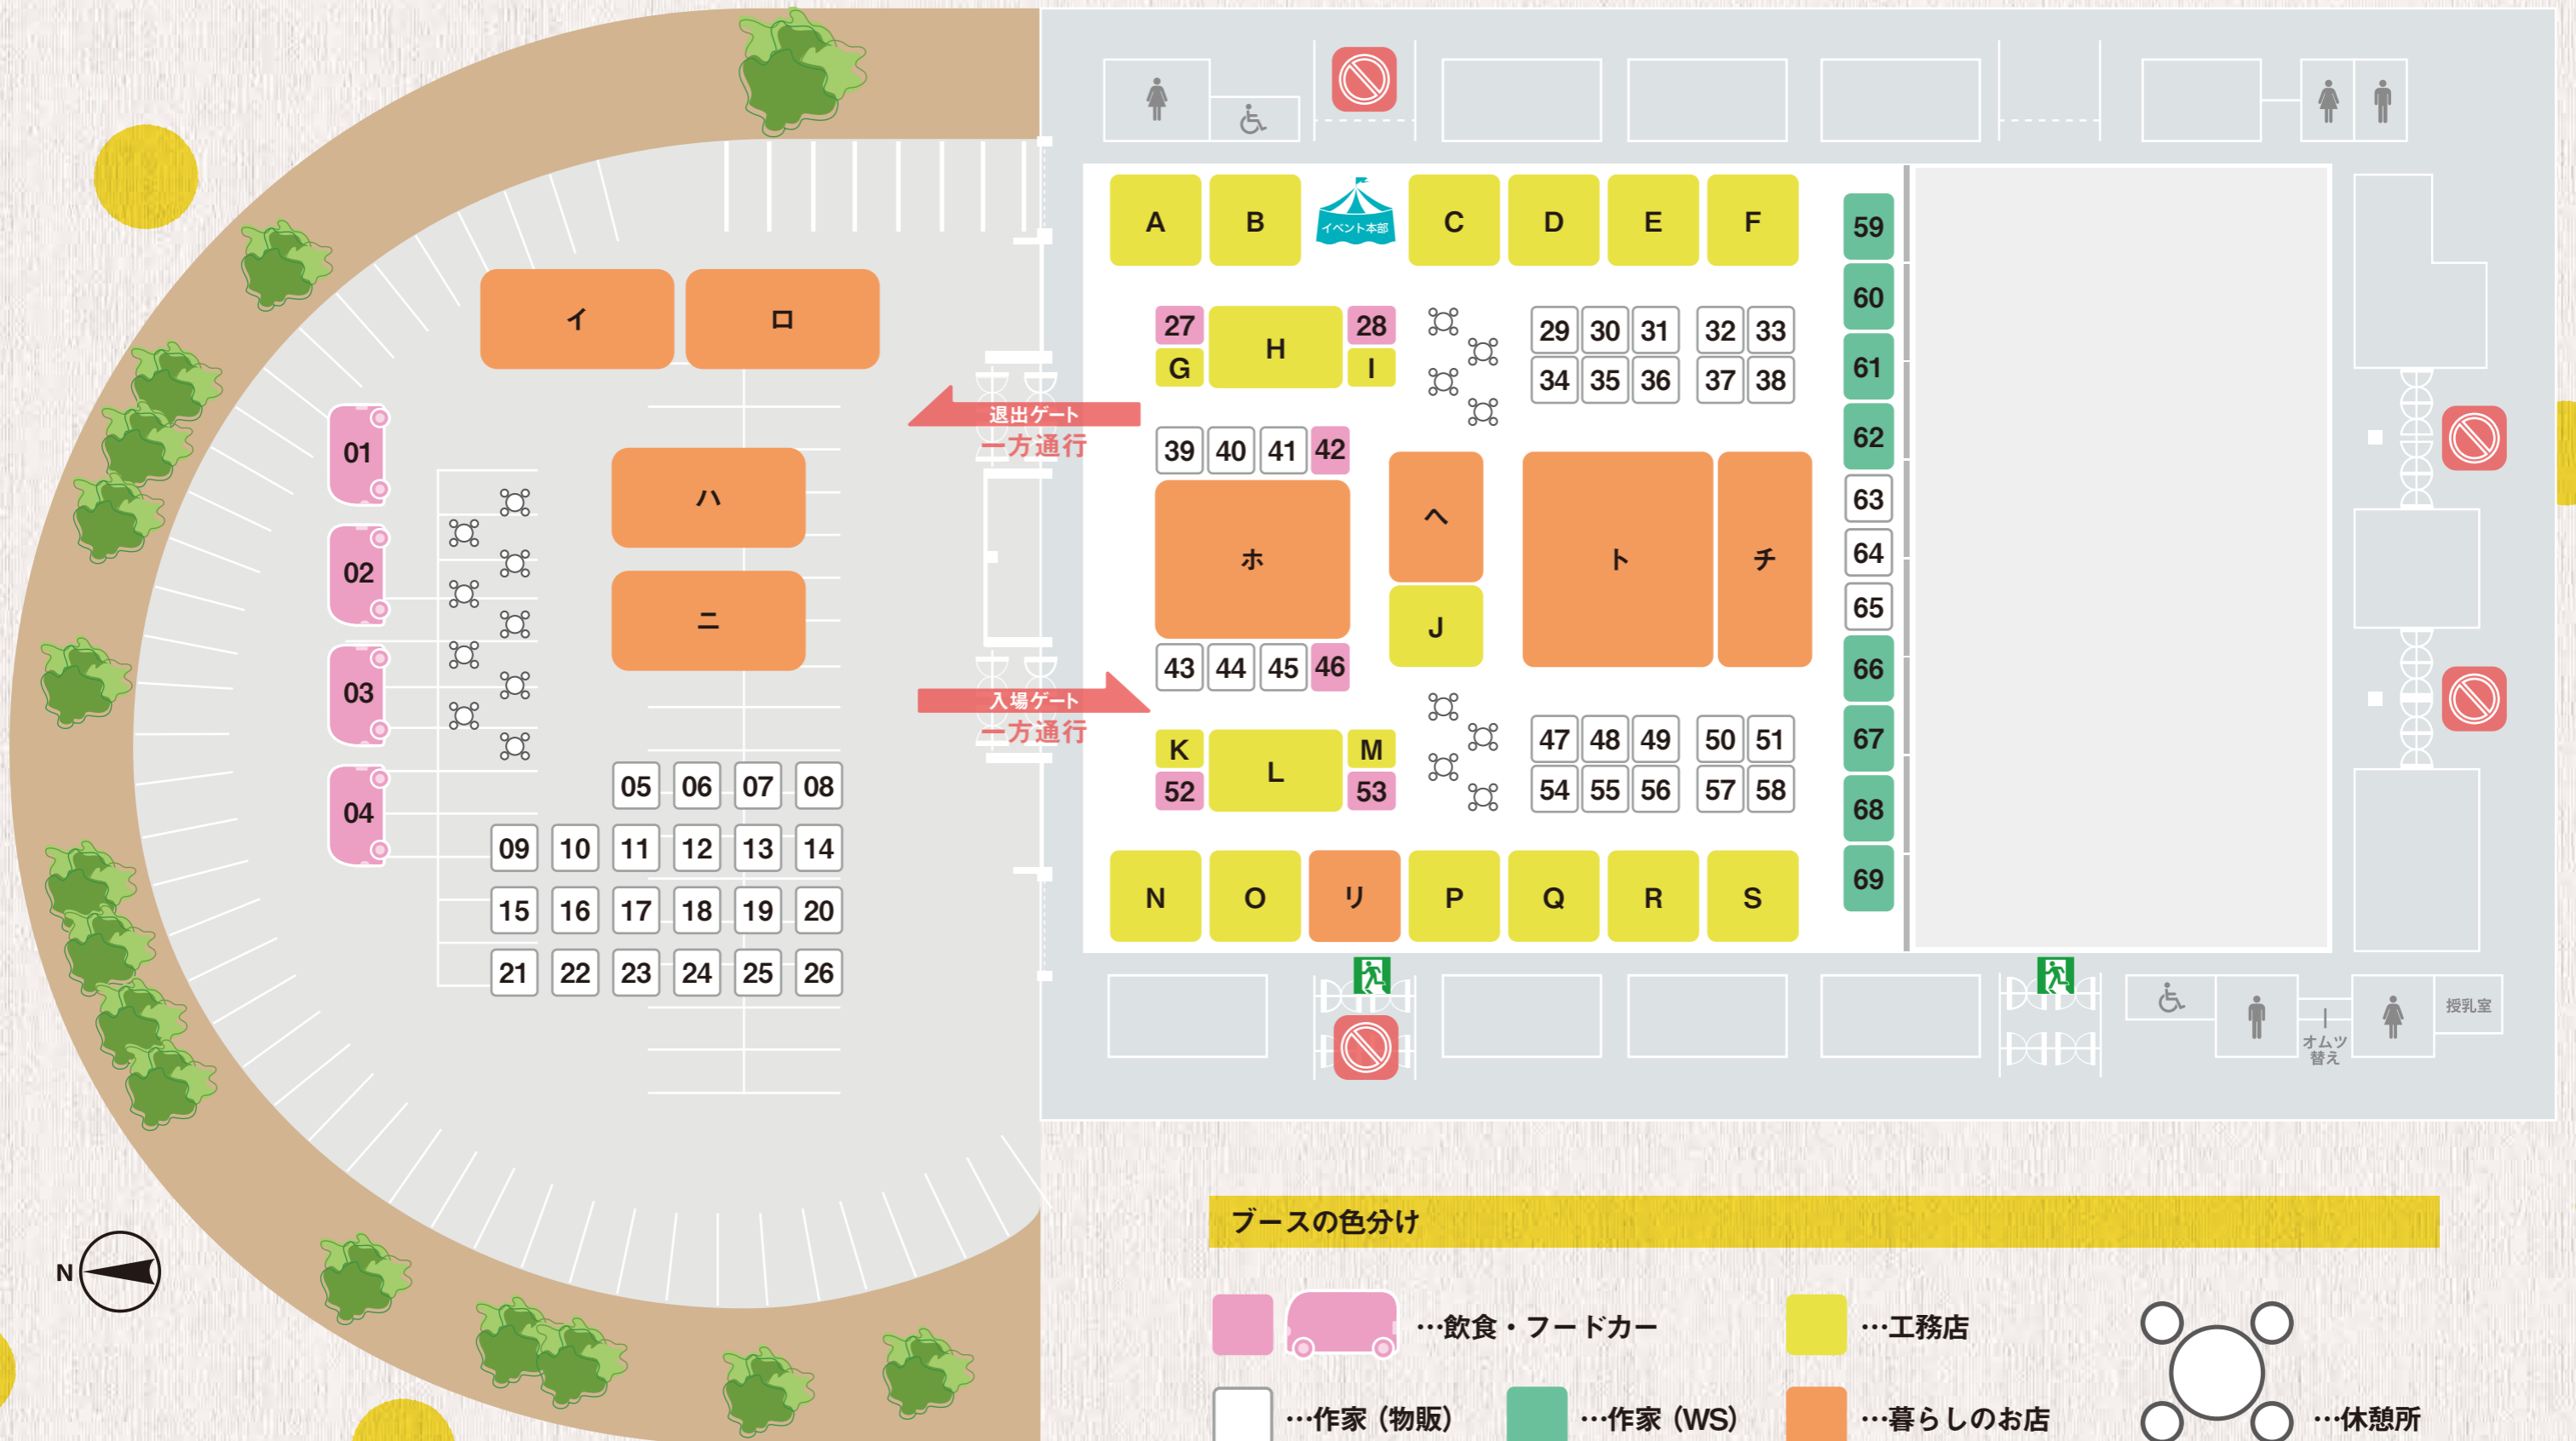 A B イベント本部 C D E F
イ ロ
27 H 28
G I
29 30 31 32 33
34 35 36 37 38
退出ゲート
一方通行
39 40 41 42
ハ
ニ
ホ
ヘ
J
ト
チ
43 44 45 46
入場ゲート
一方通行
K L M
52 53
47 48 49 50 51
54 55 56 57 58
N O リ P Q R S
59
60
61
62
63
64
65
66
67
68
69
01
02
03
04
05 06 07 08
09 10 11 12 13 14
15 16 17 18 19 20
21 22 23 24 25 26
授乳室
オムツ
替え
N
ブースの色分け
…飲食・フードカー
…工務店
…作家（物販）
…作家（WS）
…暮らしのお店
…休憩所